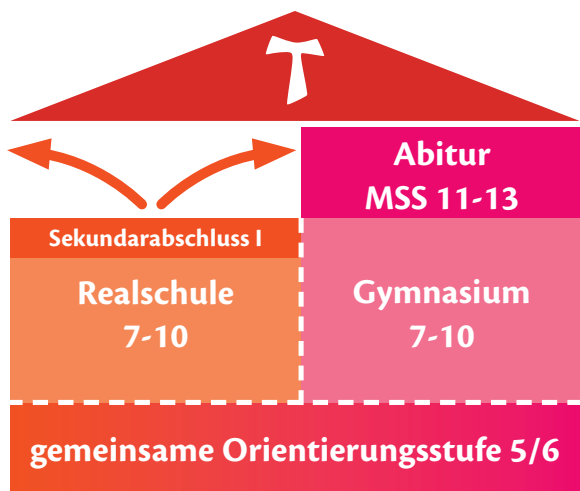 Abitur
MSS 11-13
Sekundarabschluss I
Realschule
7-10
Gymnasium
7-10
gemeinsame Orientierungsstufe 5/6